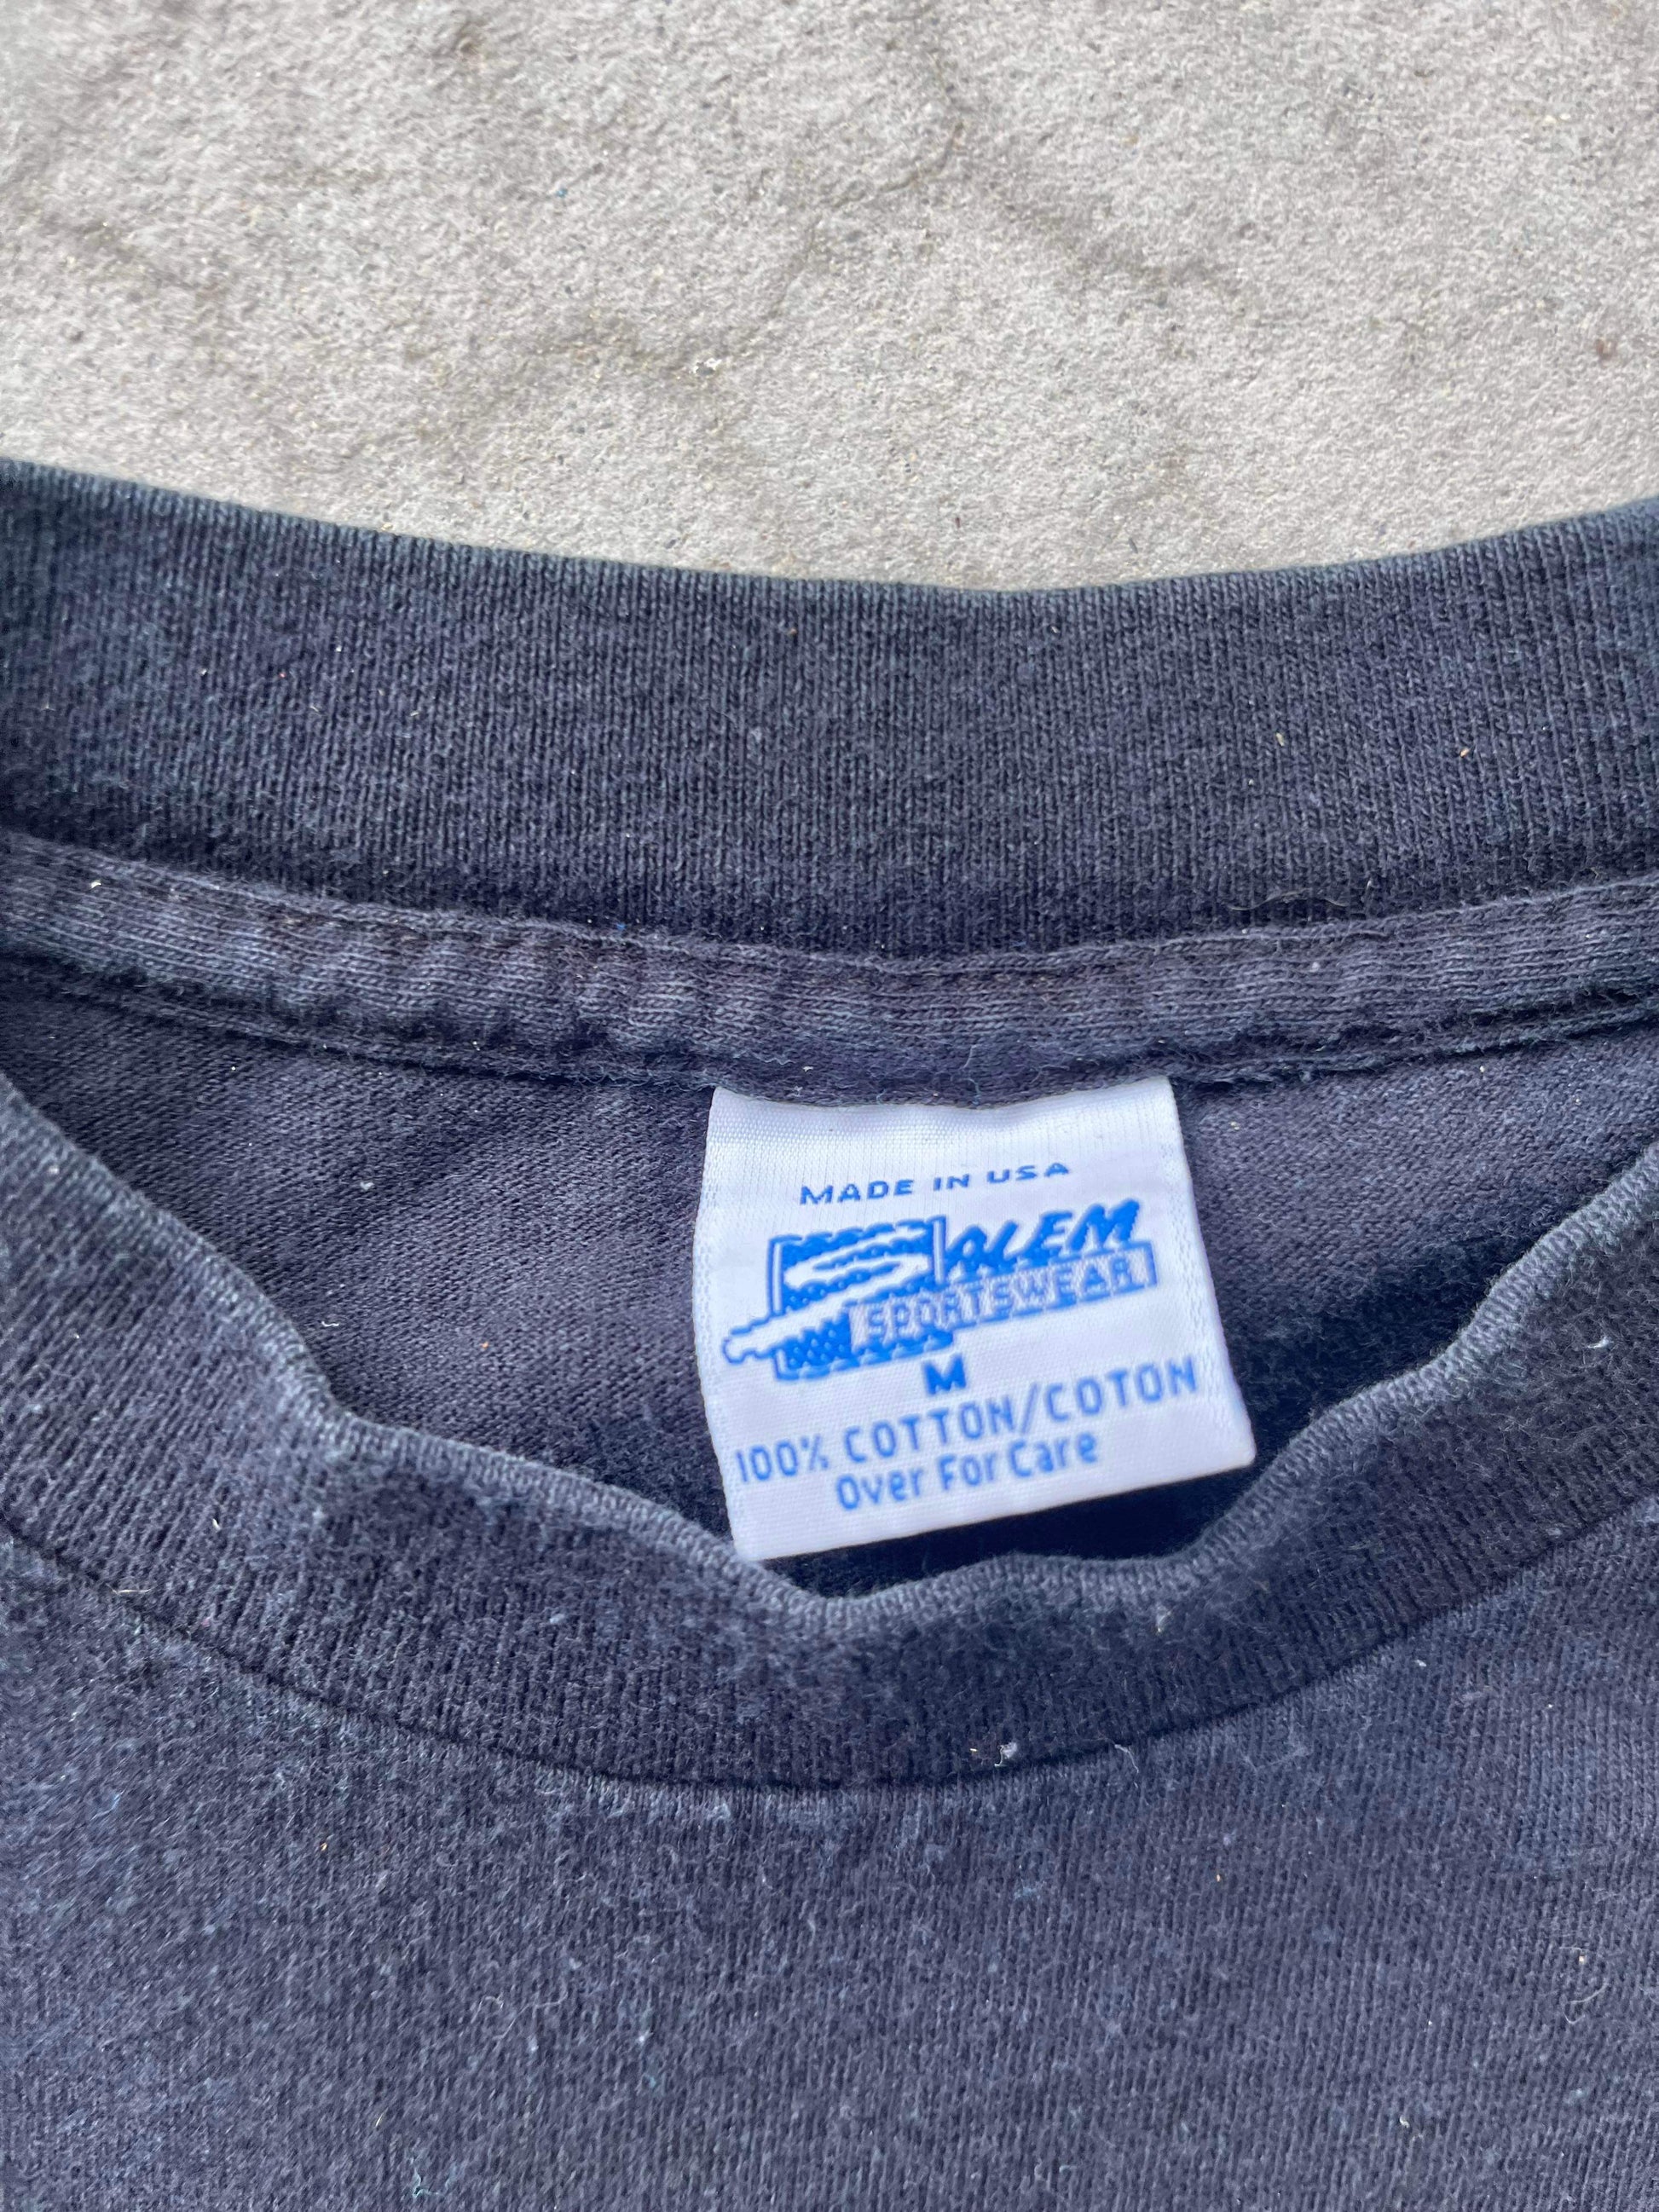 MADE IN USA
SALEM
SPORTSWEAR
M
100% COTTON/COTON
Over For Care